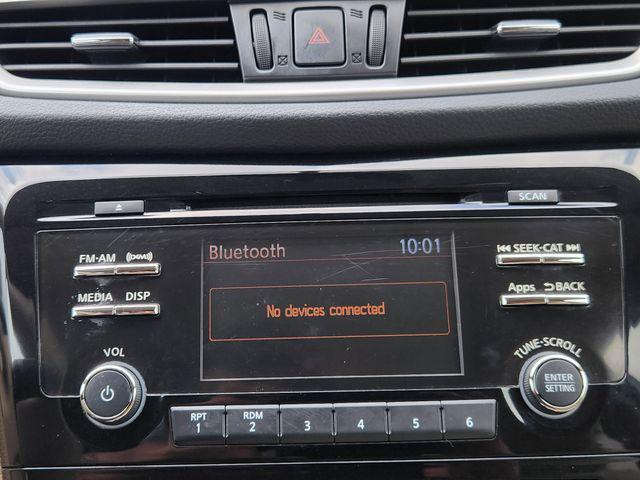 SCAN
FM·AM (((XM)))
SEEK·CAT
Bluetooth 10:01
Apps BACK
MEDIA DISP
No devices connected
VOL
TUNE·SCROLL
ENTER
SETTING
RPT RDM
1 2 3 4 5 6